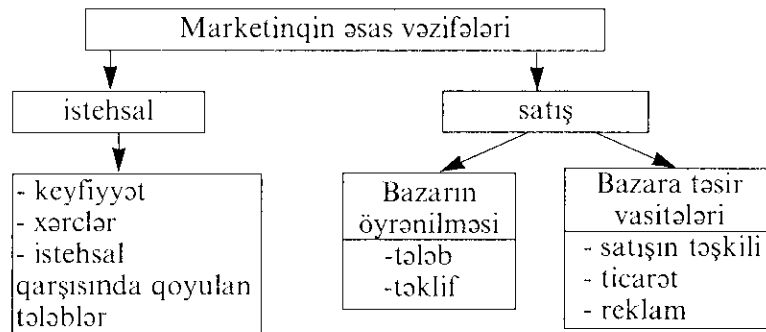 Marketinqin əsas vəzifələri
istehsal
satış
- keyfiyyət
- xərclər
- istehsal
qarşısında qoyulan
tələblər
Bazarın
öyrənilməsi
-tələb
-təklif
Bazara təsir
vasitələri
- satışın təşkili
- ticarət
- reklam